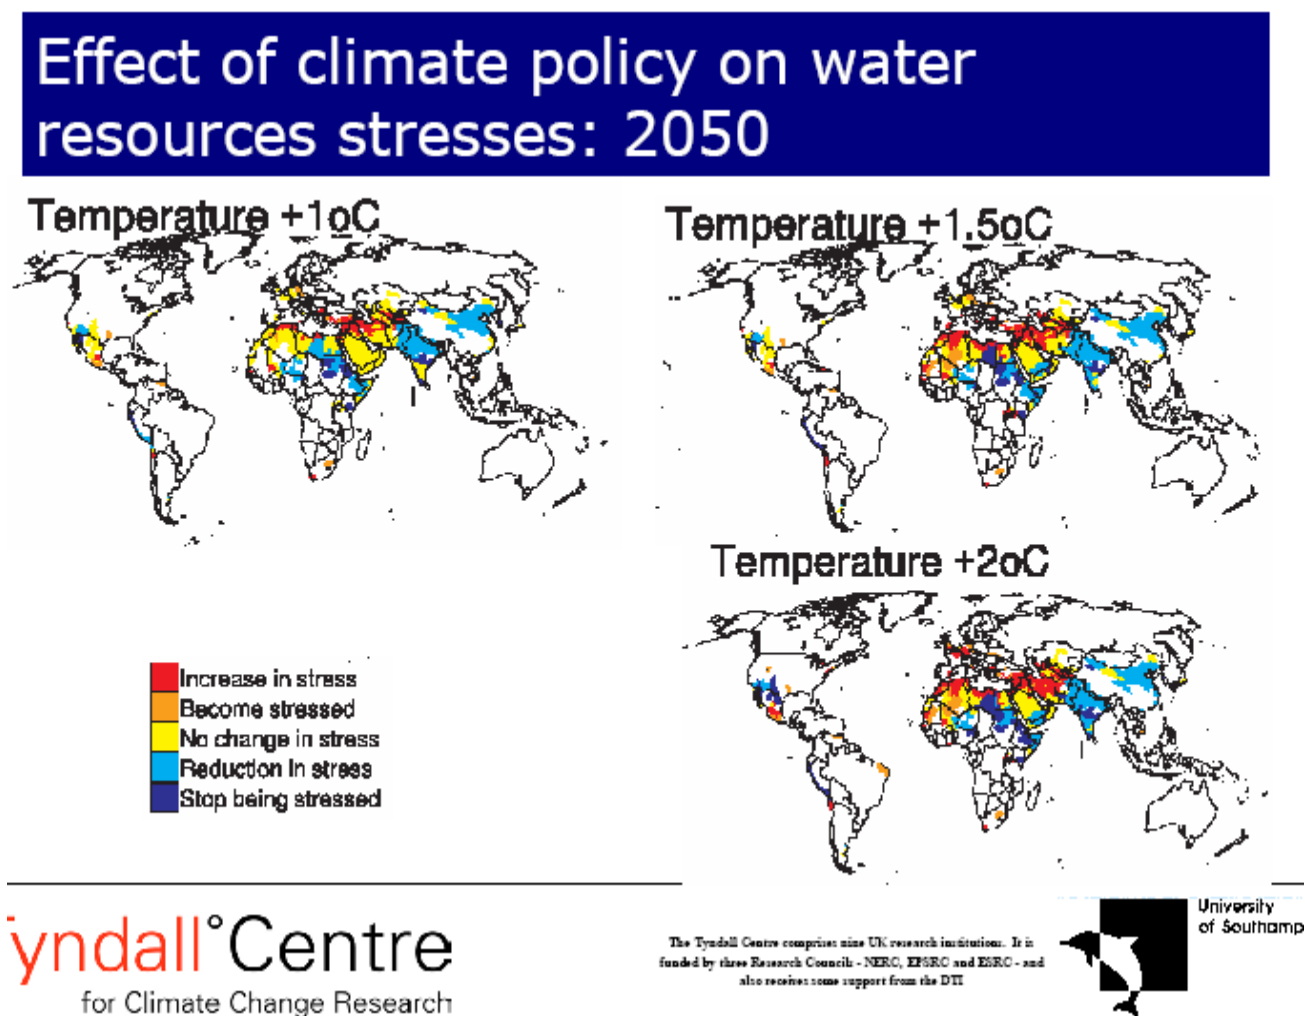 Effect of climate policy on water
resources stresses: 2050
Temperature +1oC
Temperature +1.5oC
Temperature +2oC
Increase in stress
Become stressed
No change in stress
Reduction in stress
Stop being stressed
yndall°Centre
for Climate Change Research
The Tyndall Centre comprises nine UK research institutions. It is
funded by three Research Councils - NERC, EPSRC and ESRC - and
also receives some support from the DTI
University
of Southamp